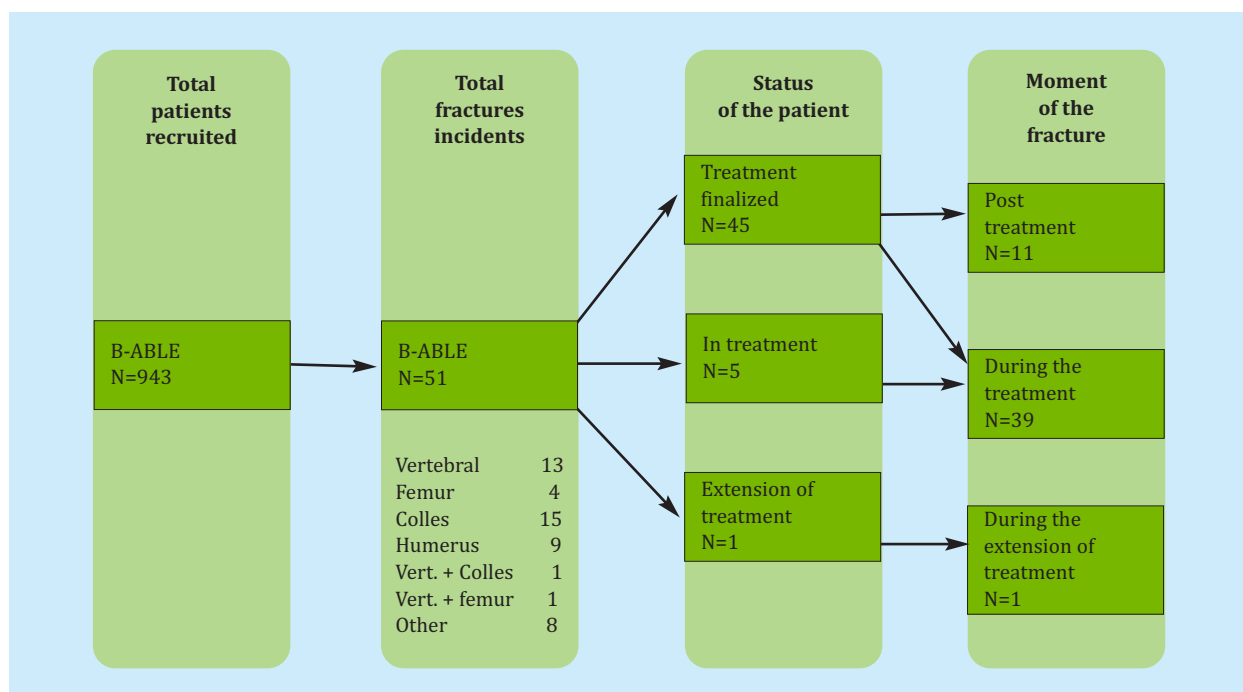 Total
patients
recruited
B-ABLE
N=943
Total
fractures
incidents
B-ABLE
N=51
Vertebral 13
Femur 4
Colles 15
Humerus 9
Vert. + Colles 1
Vert. + femur 1
Other 8
Status
of the patient
Treatment
finalized
N=45
In treatment
N=5
Extension of
treatment
N=1
Moment
of the
fracture
Post
treatment
N=11
During the
treatment
N=39
During the
extension of
treatment
N=1